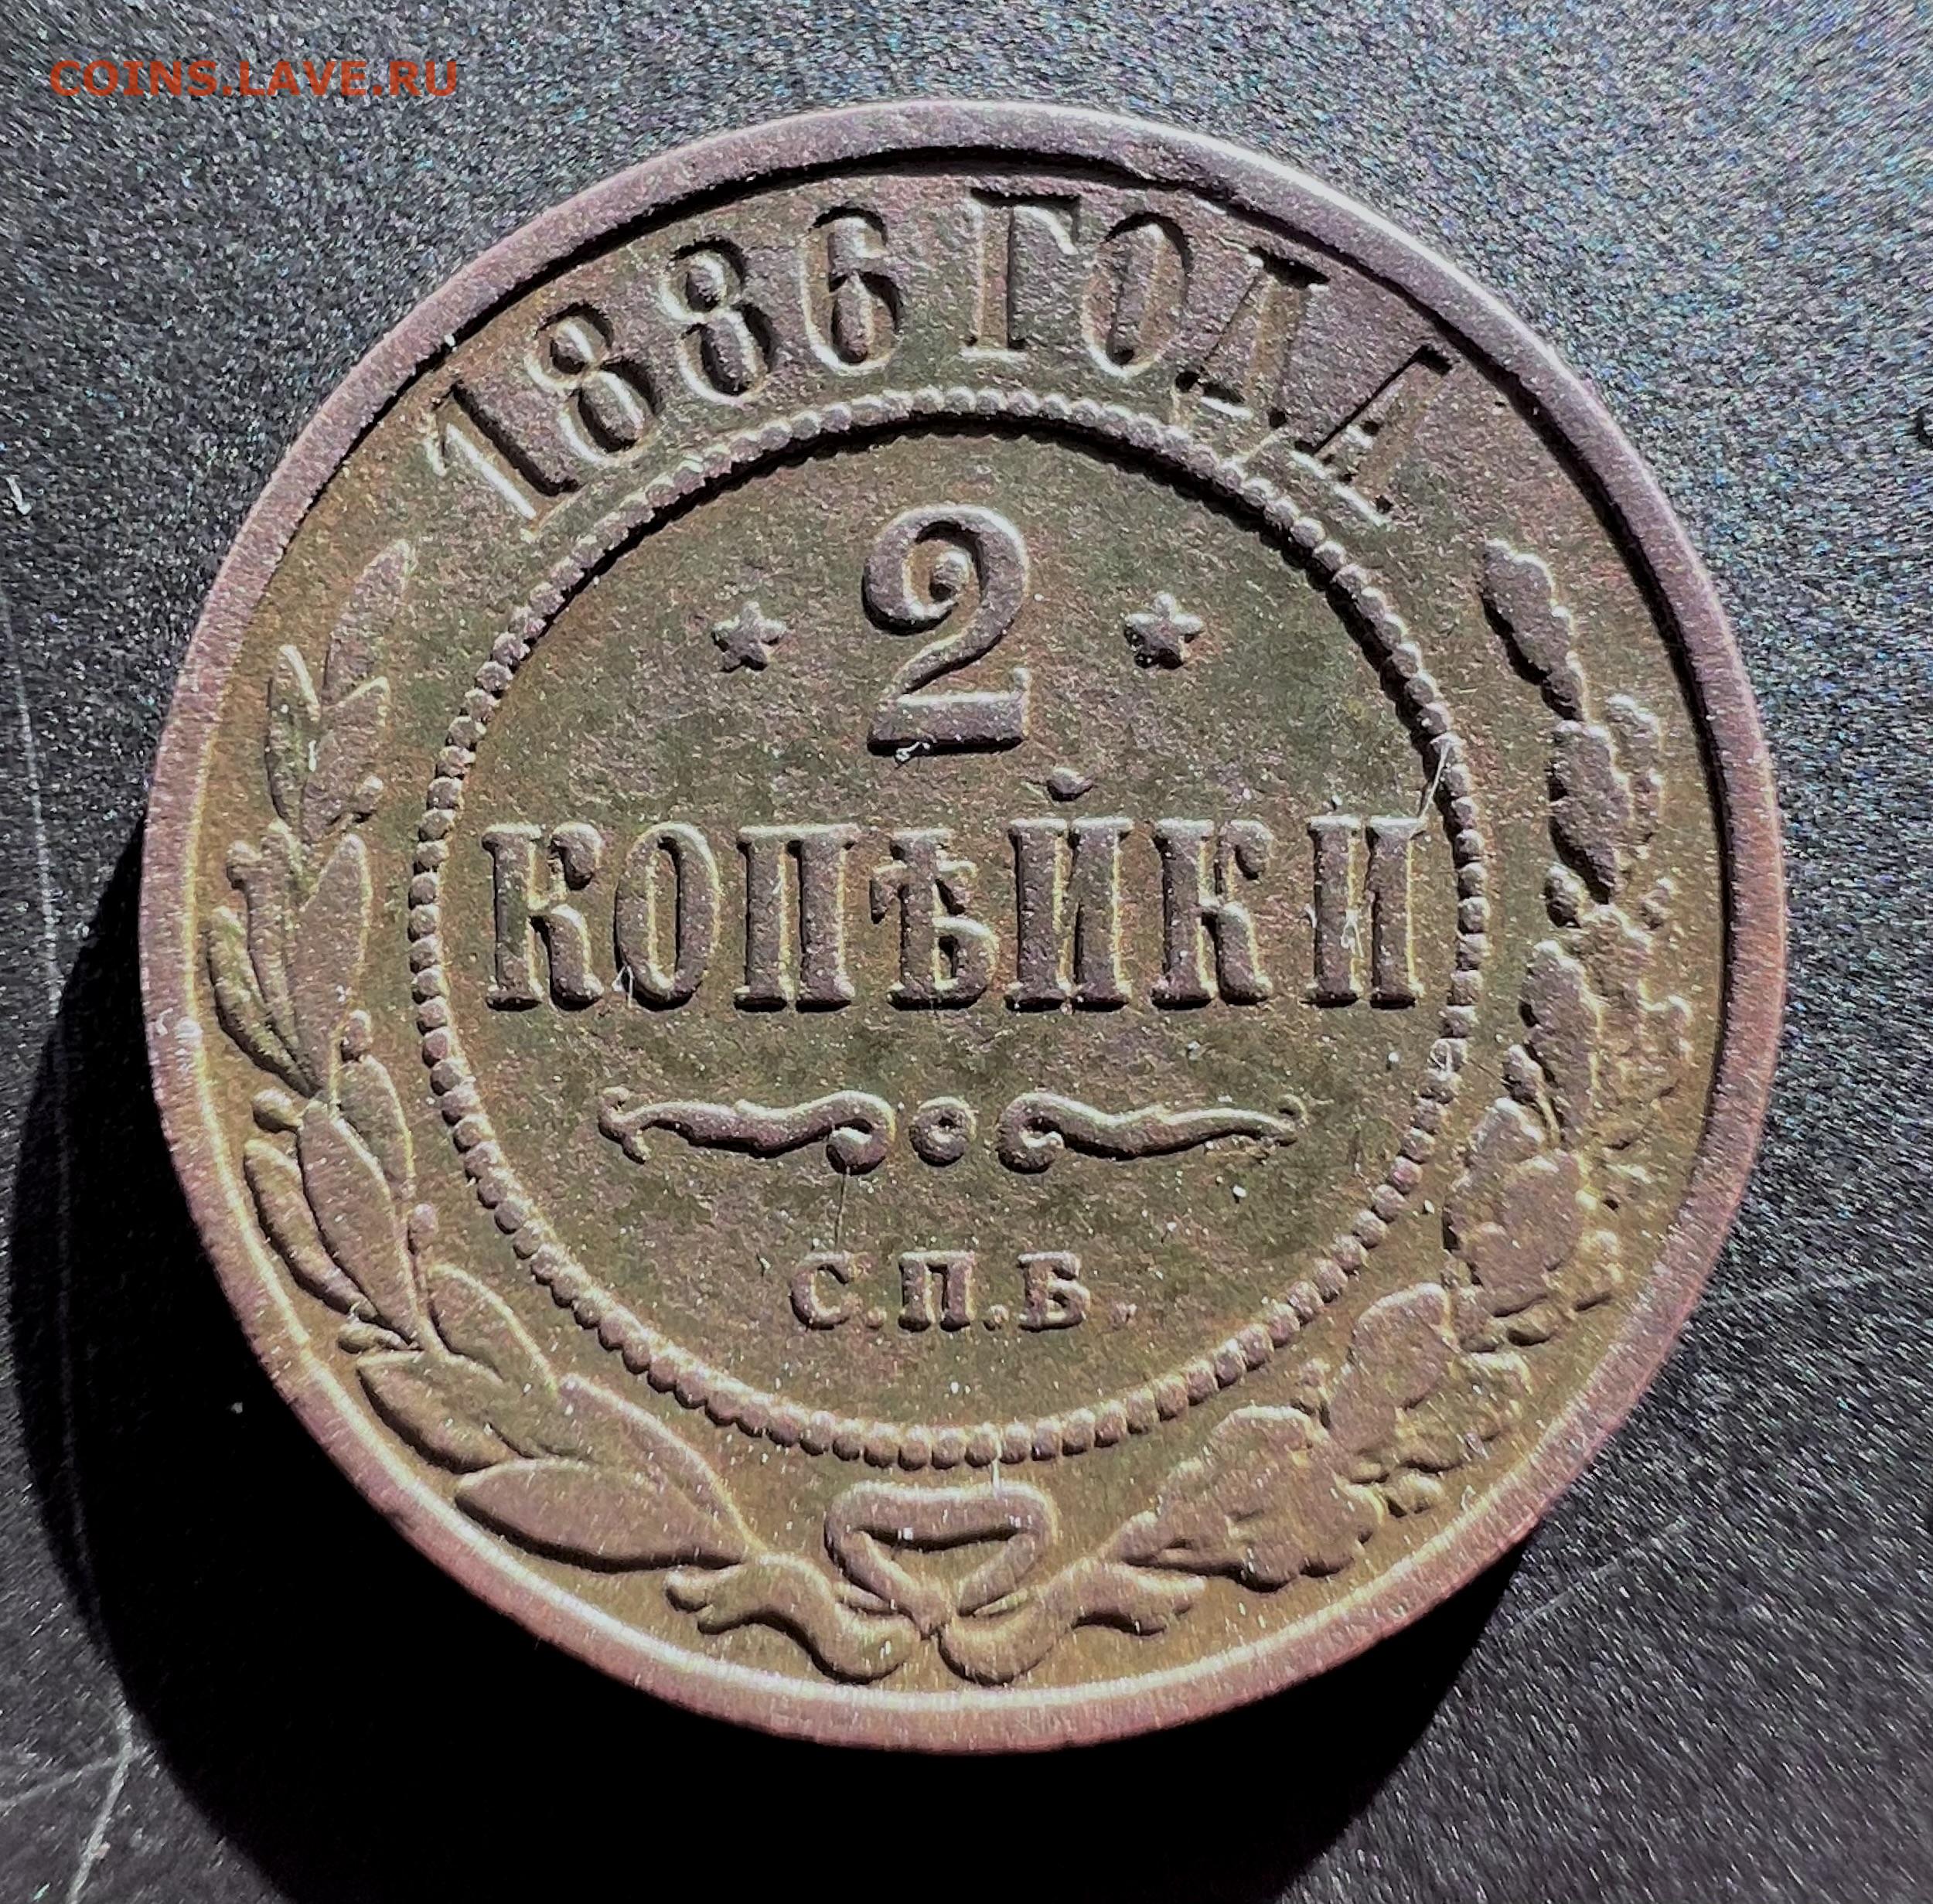 COINS.LAVE.RU
1886 ГОДА
2
КОПѢЙКИ
С.П.Б.